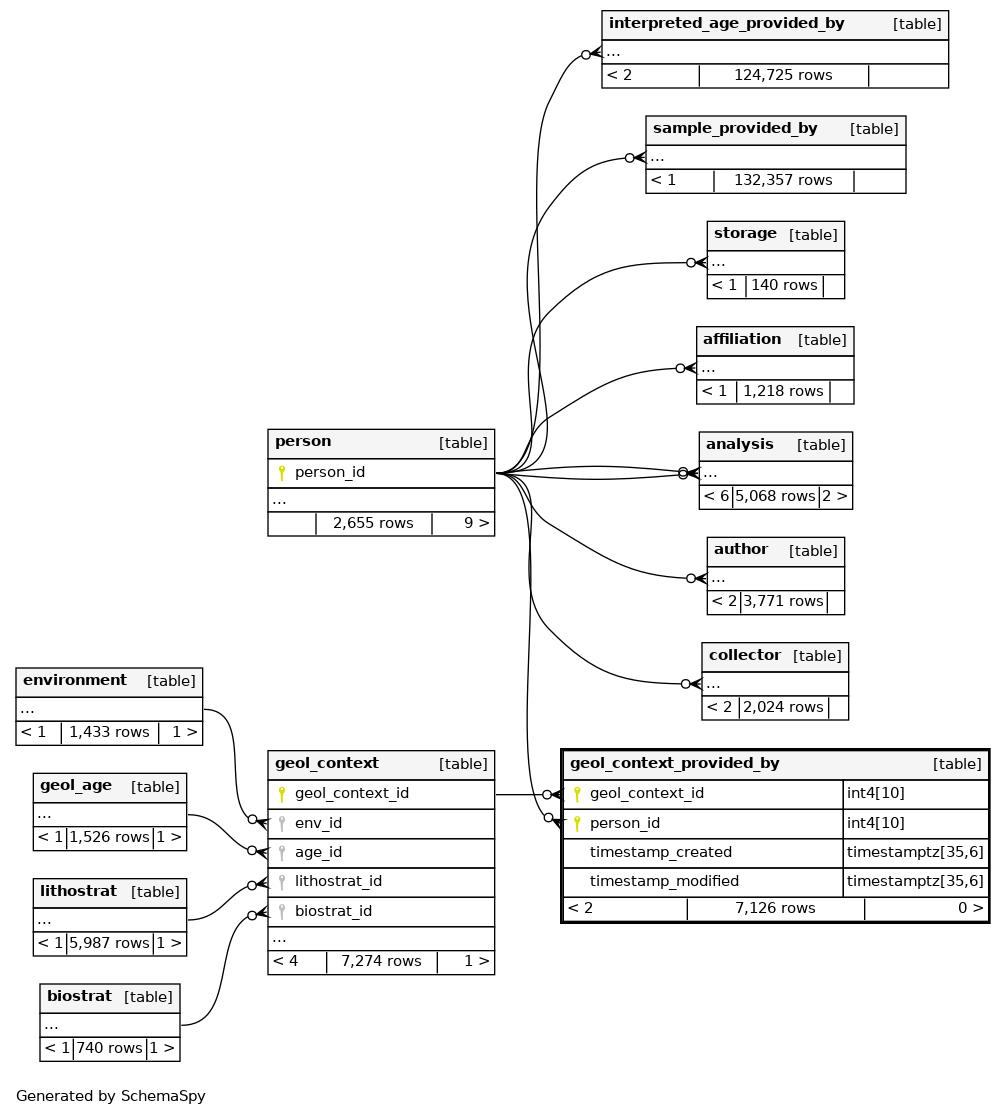 interpreted_age_provided_by [table]
...
< 2 124,725 rows
sample_provided_by [table]
...
< 1 132,357 rows
storage [table]
...
< 1 140 rows
affiliation [table]
...
< 1 1,218 rows
analysis [table]
...
< 6 5,068 rows 2 >
author [table]
...
< 2 3,771 rows
collector [table]
...
< 2 2,024 rows
person [table]
person_id
...
2,655 rows 9 >
environment [table]
...
< 1 1,433 rows 1 >
geol_age [table]
...
< 1 1,526 rows 1 >
lithostrat [table]
...
< 1 5,987 rows 1 >
biostrat [table]
...
< 1 740 rows 1 >
geol_context [table]
geol_context_id
env_id
age_id
lithostrat_id
biostrat_id
...
< 4 7,274 rows 1 >
geol_context_provided_by [table]
geol_context_id int4[10]
person_id int4[10]
timestamp_created timestamptz[35,6]
timestamp_modified timestamptz[35,6]
< 2 7,126 rows 0 >
Generated by SchemaSpy